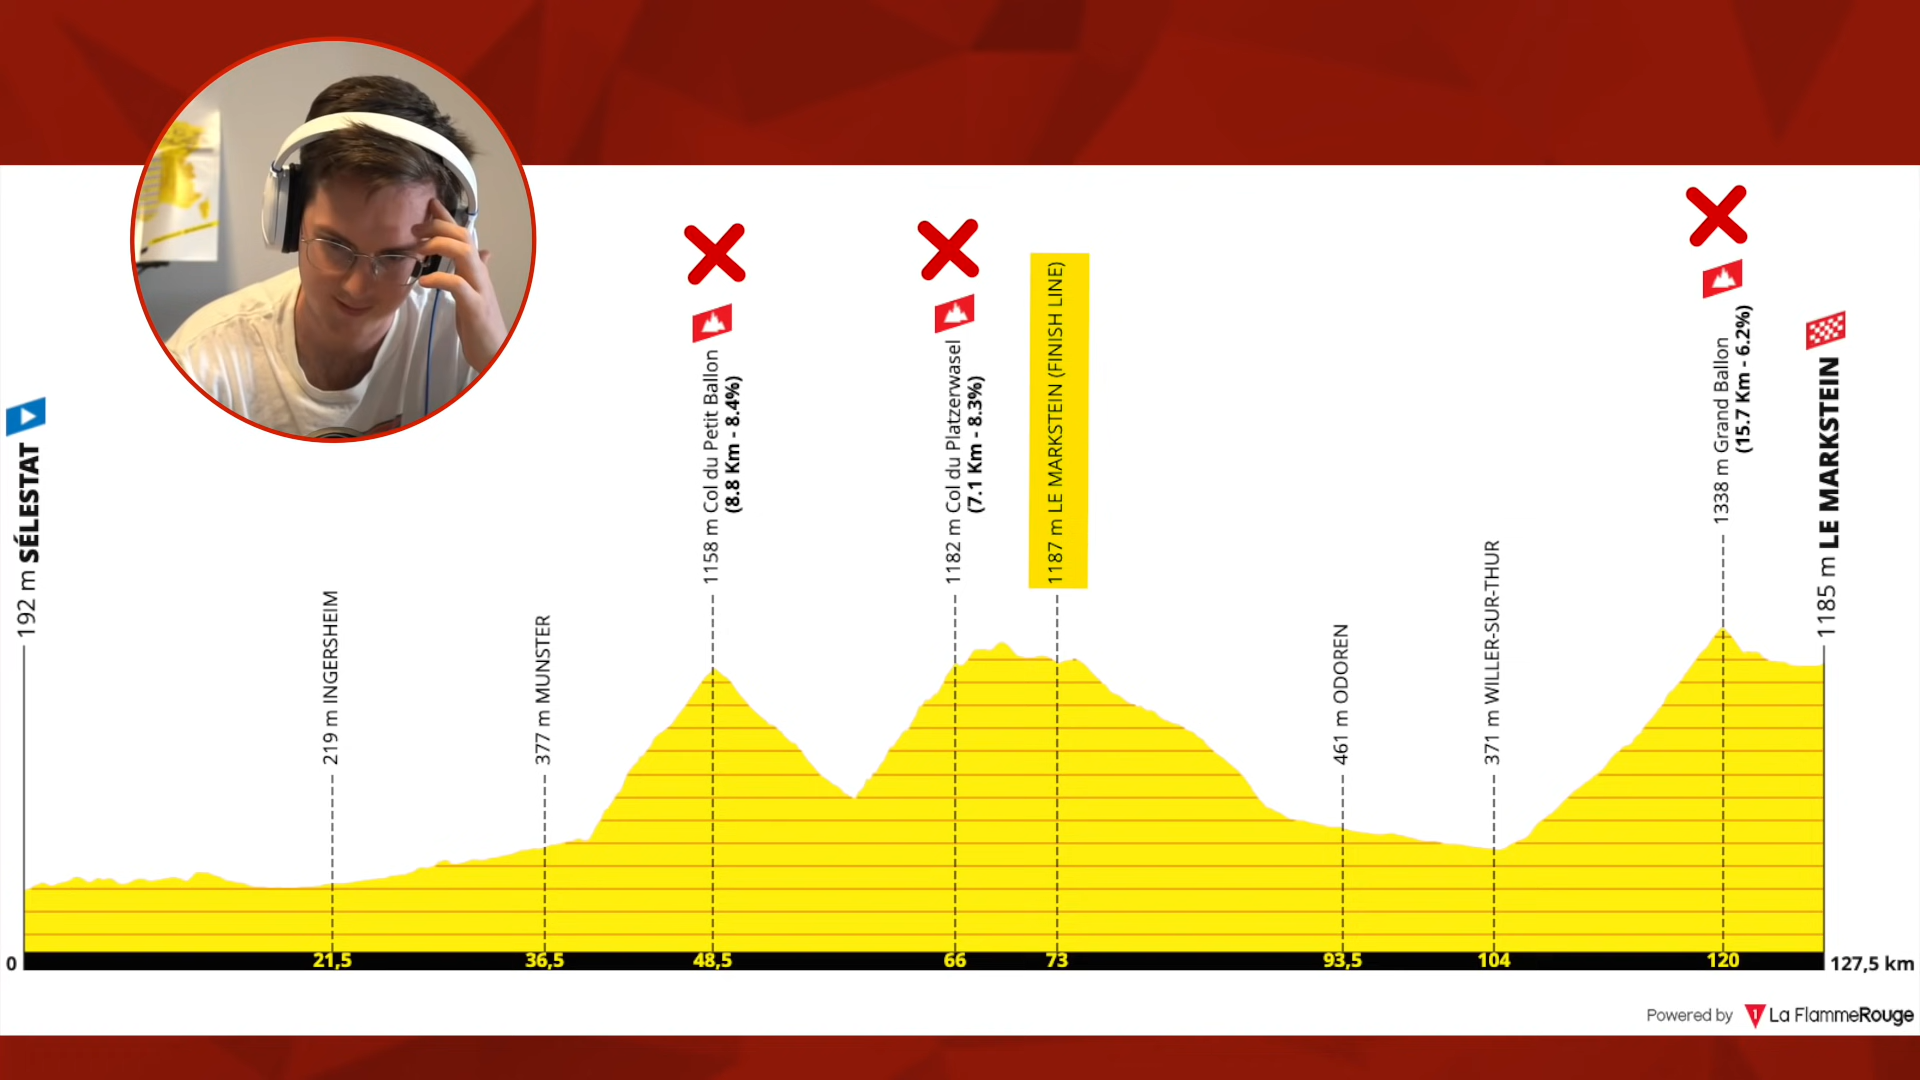 192 m SÉLESTAT
219 m INGERSHEIM
377 m MUNSTER
1158 m Col du Petit Ballon
(8.8 Km - 8.4%)
1182 m Col du Platzerwasel
(7.1 Km - 8.3%)
1187 m LE MARKSTEIN (FINISH LINE)
461 m ODOREN
371 m WILLER-SUR-THUR
1338 m Grand Ballon
(15.7 Km - 6.2%)
1185 m LE MARKSTEIN
0
21,5
36,5
48,5
66
73
93,5
104
120
127,5 km
Powered by 1 La FlammeRouge